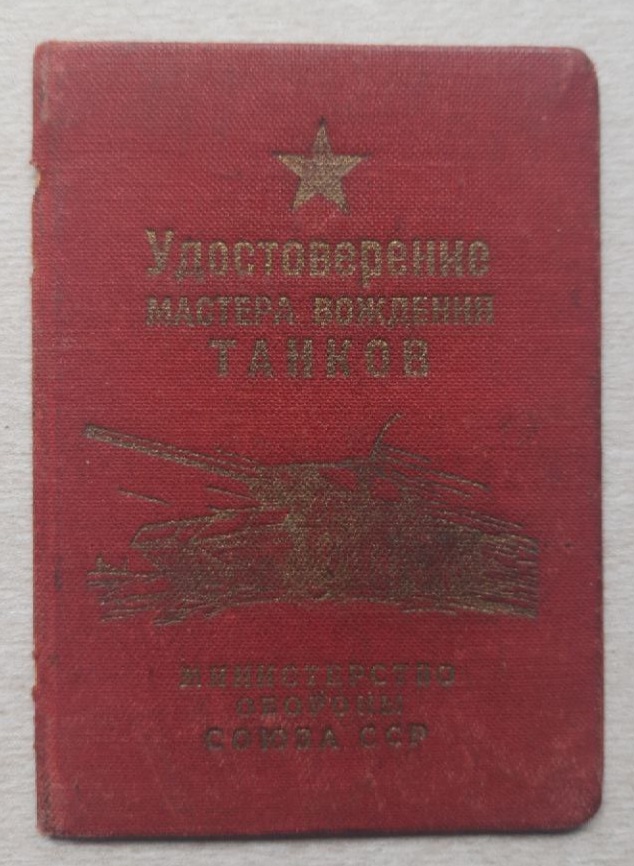 Удостоверение
МАСТЕРА ВОЖДЕНИЯ
ТАНКОВ
МИНИСТЕРСТВО
ОБОРОНЫ
СОЮЗА ССР